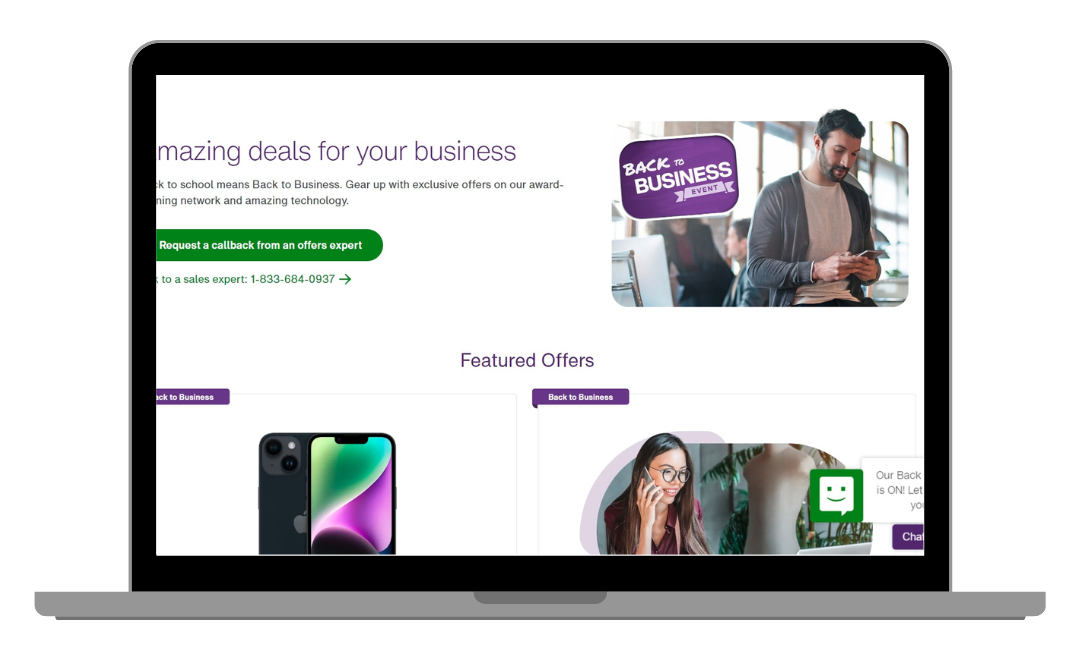 mazing deals for your business
k to school means Back to Business. Gear up with exclusive offers on our award-
ning network and amazing technology.
Request a callback from an offers expert
to a sales expert: 1-833-684-0937 →
BACK TO
BUSINESS
EVENT
Featured Offers
ack to Business
Back to Business
Our Back
is ON! Let
you
Chat